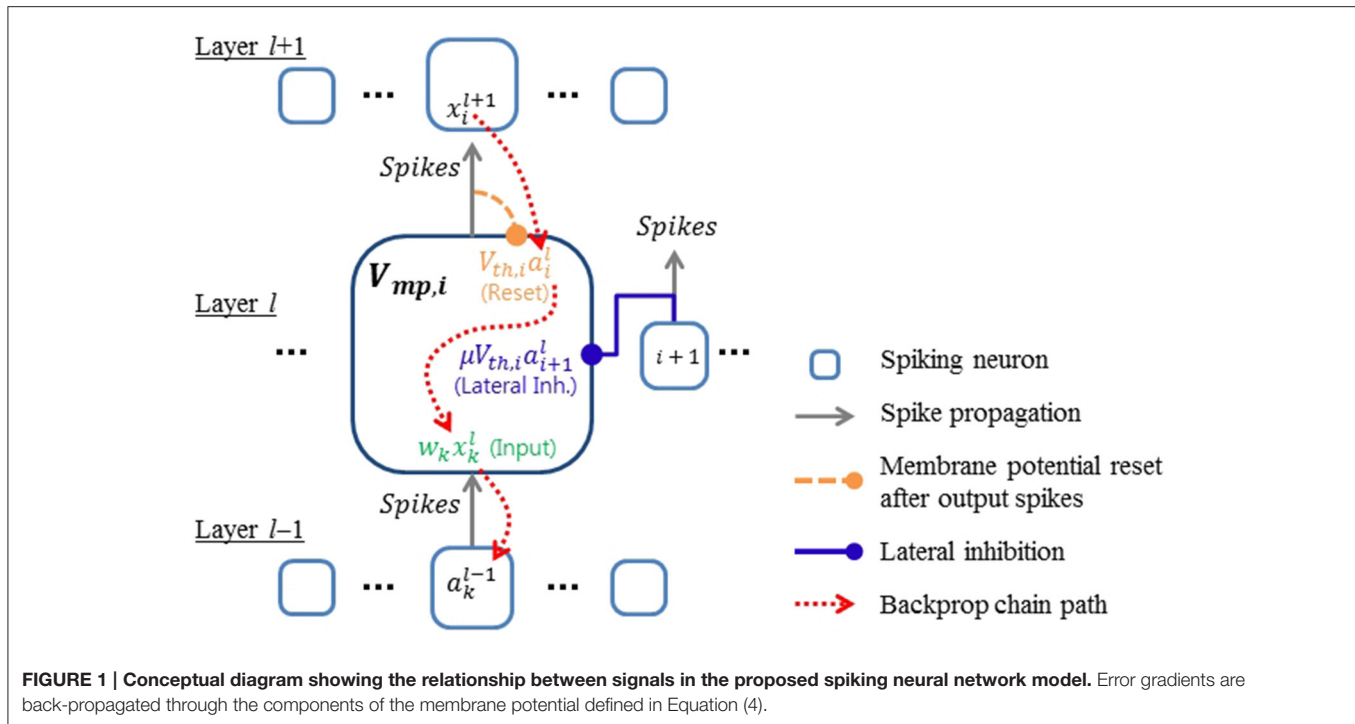 Layer l+1
... ...
x_i^{l+1}
Spikes
Spikes
V_{mp,i}
V_{th,i} a_i^l
(Reset)
Layer l
...
μV_{th,i} a_{i+1}^l
(Lateral Inh.)
i + 1
...
w_k x_k^l (Input)
Spikes
Layer l–1
... ...
a_k^{l-1}
Spiking neuron
Spike propagation
Membrane potential reset
after output spikes
Lateral inhibition
Backprop chain path
FIGURE 1 | Conceptual diagram showing the relationship between signals in the proposed spiking neural network model. Error gradients are
back-propagated through the components of the membrane potential defined in Equation (4).